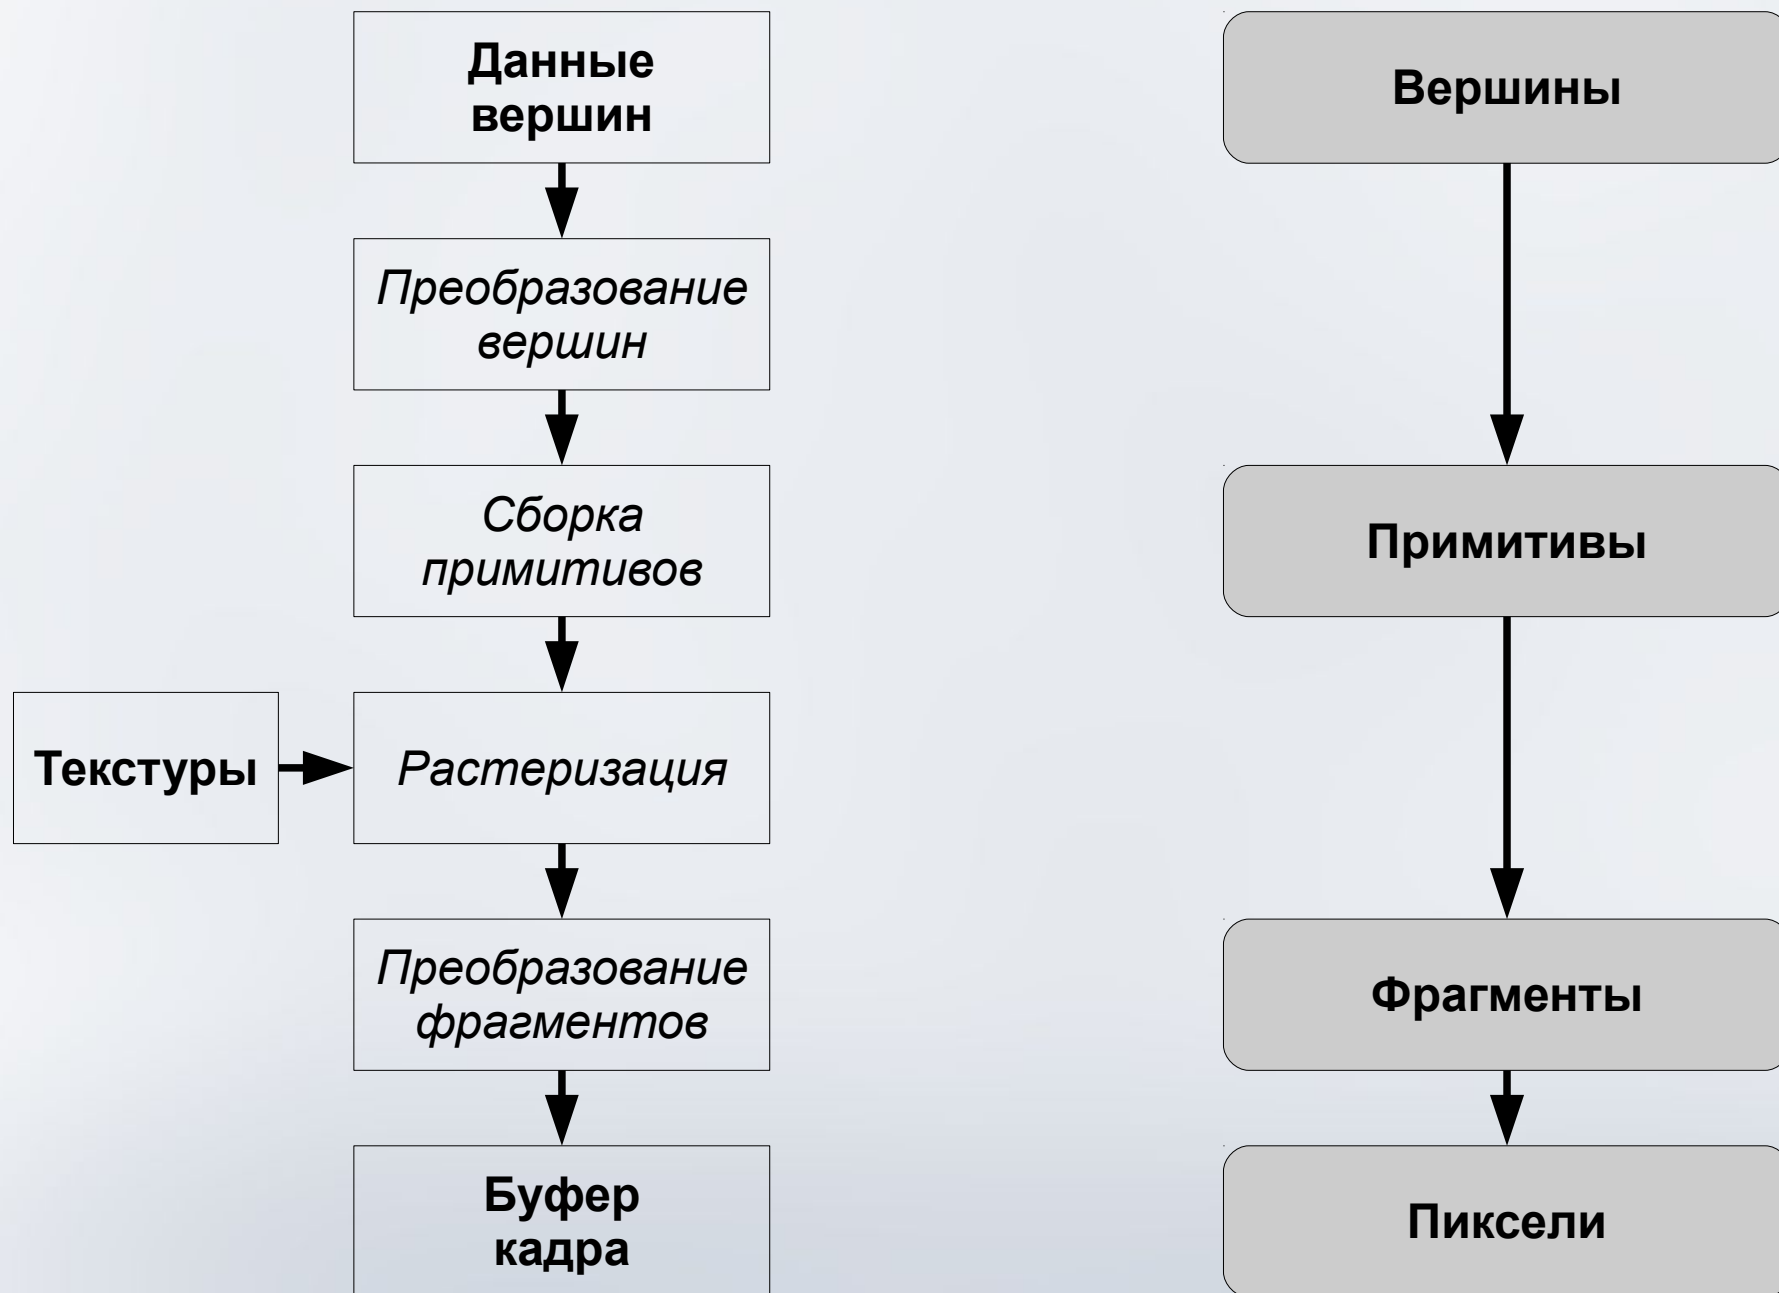 Данные
вершин
Вершины
Преобразование
вершин
Сборка
примитивов
Примитивы
Текстуры
Растеризация
Преобразование
фрагментов
Фрагменты
Буфер
кадра
Пиксели